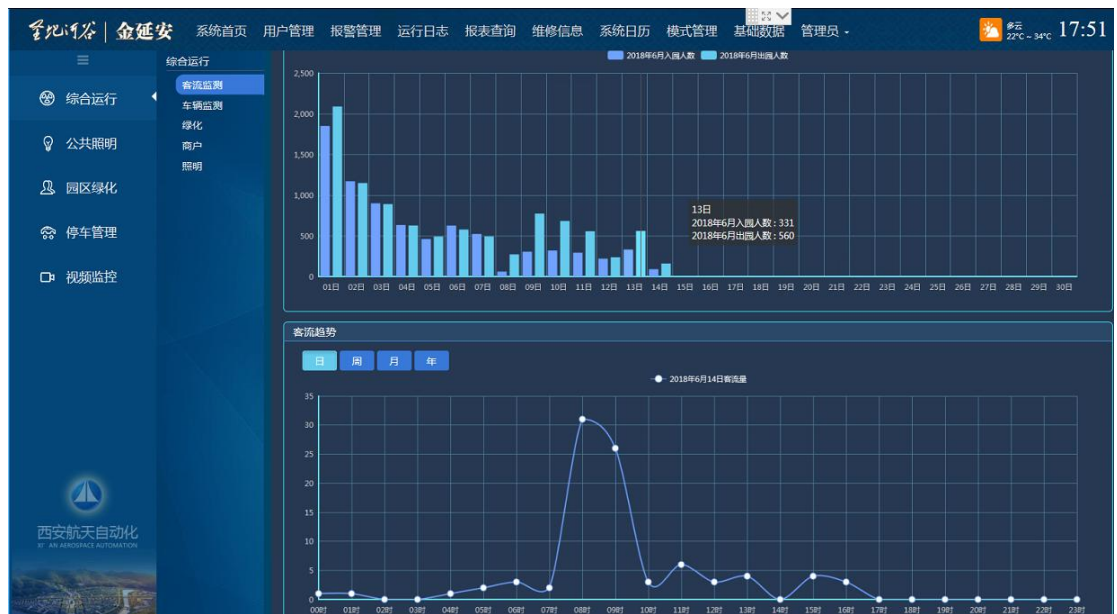 圣地河谷 金延安 系统首页 用户管理 报警管理 运行日志 报表查询 维修信息 系统日历 模式管理 基础数据 管理员 多云 22℃ ~ 34℃ 17:51
综合运行
公共照明
园区绿化
停车管理
视频监控
西安航天自动化
XI' AN AEROSPACE AUTOMATION
综合运行
客流监测
车辆监测
绿化
商户
照明
2018年6月入园人数 2018年6月出园人数
2,500
2,000
1,500
1,000
500
0
13日
2018年6月入园人数 : 331
2018年6月出园人数 : 560
01日 02日 03日 04日 05日 06日 07日 08日 09日 10日 11日 12日 13日 14日 15日 16日 17日 18日 19日 20日 21日 22日 23日 24日 25日 26日 27日 28日 29日 30日
客流趋势
日 周 月 年
2018年6月14日客流量
35
30
25
20
15
10
5
0
00时 01时 02时 03时 04时 05时 06时 07时 08时 09时 10时 11时 12时 13时 14时 15时 16时 17时 18时 19时 20时 21时 22时 23时